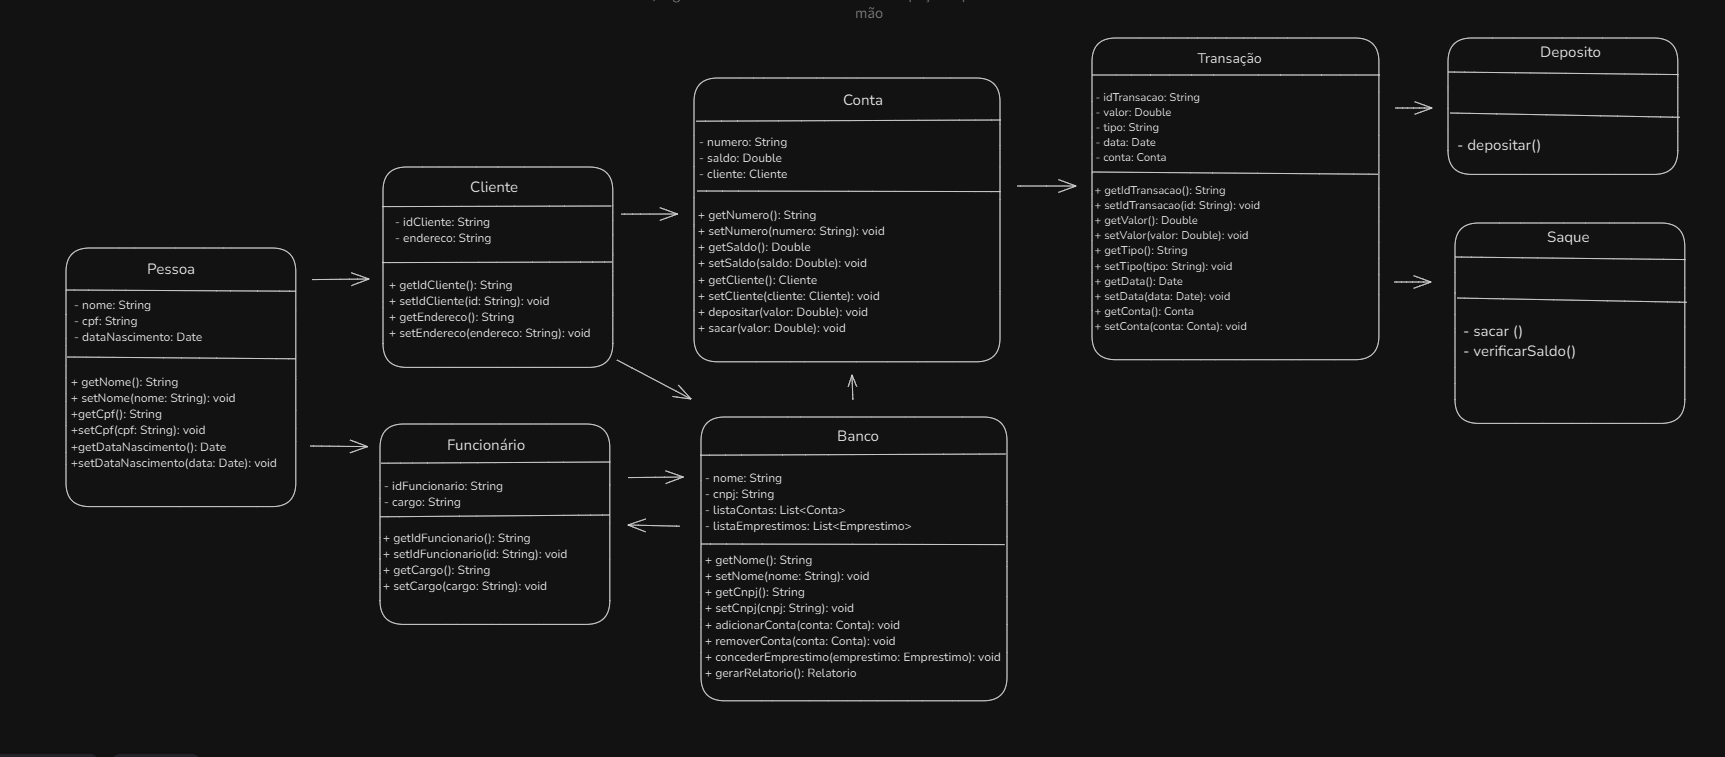 mão
Pessoa
- nome: String
- cpf: String
- dataNascimento: Date
+ getNome(): String
+ setNome(nome: String): void
+getCpf(): String
+setCpf(cpf: String): void
+getDataNascimento(): Date
+setDataNascimento(data: Date): void
Cliente
- idCliente: String
- endereco: String
+ getIdCliente(): String
+ setIdCliente(id: String): void
+ getEndereco(): String
+ setEndereco(endereco: String): void
Funcionário
- idFuncionario: String
- cargo: String
+ getIdFuncionario(): String
+ setIdFuncionario(id: String): void
+ getCargo(): String
+ setCargo(cargo: String): void
Conta
- numero: String
- saldo: Double
- cliente: Cliente
+ getNumero(): String
+ setNumero(numero: String): void
+ getSaldo(): Double
+ setSaldo(saldo: Double): void
+ getCliente(): Cliente
+ setCliente(cliente: Cliente): void
+ depositar(valor: Double): void
+ sacar(valor: Double): void
Banco
- nome: String
- cnpj: String
- listaContas: List<Conta>
- listaEmprestimos: List<Emprestimo>
+ getNome(): String
+ setNome(nome: String): void
+ getCnpj(): String
+ setCnpj(cnpj: String): void
+ adicionarConta(conta: Conta): void
+ removerConta(conta: Conta): void
+ concederEmprestimo(emprestimo: Emprestimo): void
+ gerarRelatorio(): Relatorio
Transação
- idTransacao: String
- valor: Double
- tipo: String
- data: Date
- conta: Conta
+ getIdTransacao(): String
+ setIdTransacao(id: String): void
+ getValor(): Double
+ setValor(valor: Double): void
+ getTipo(): String
+ setTipo(tipo: String): void
+ getData(): Date
+ setData(data: Date): void
+ getConta(): Conta
+ setConta(conta: Conta): void
Deposito
- depositar()
Saque
- sacar ()
- verificarSaldo()